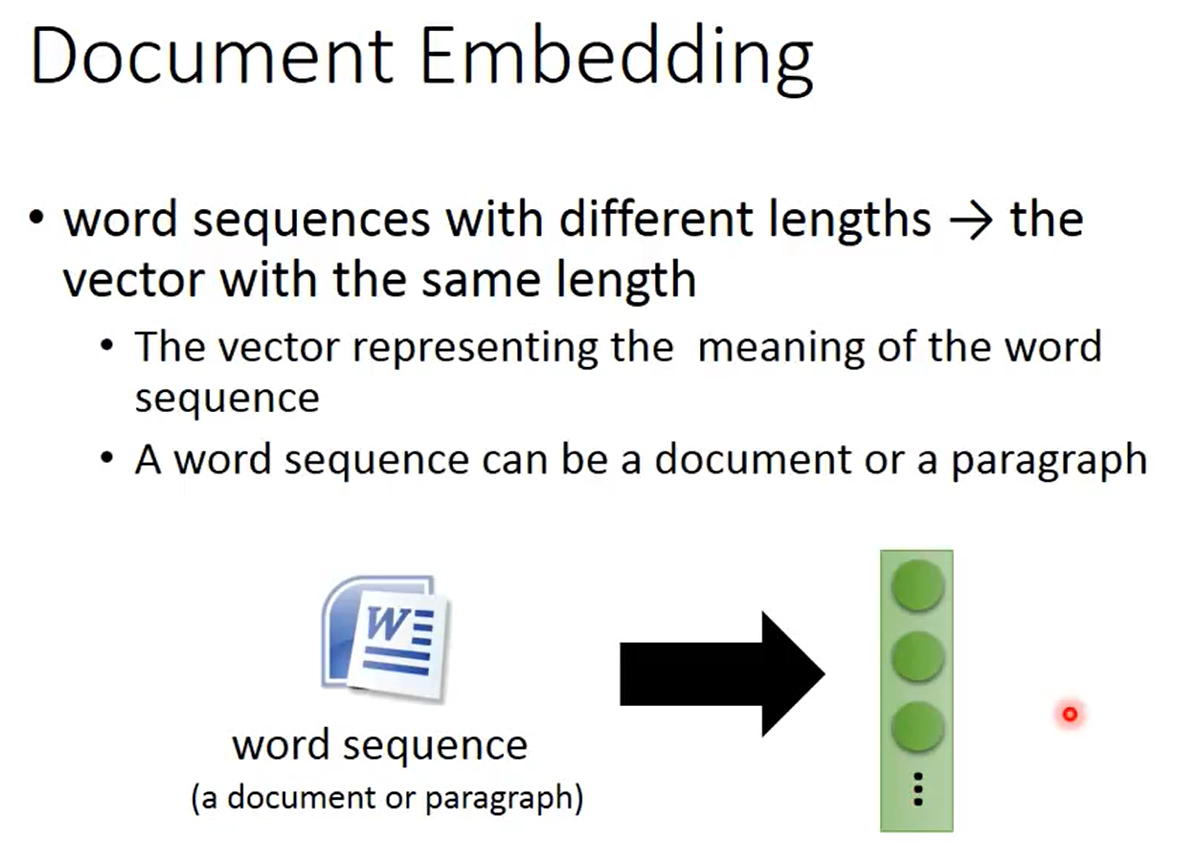 Document Embedding
• word sequences with different lengths → the
vector with the same length
• The vector representing the  meaning of the word
sequence
• A word sequence can be a document or a paragraph
W
word sequence
(a document or paragraph)